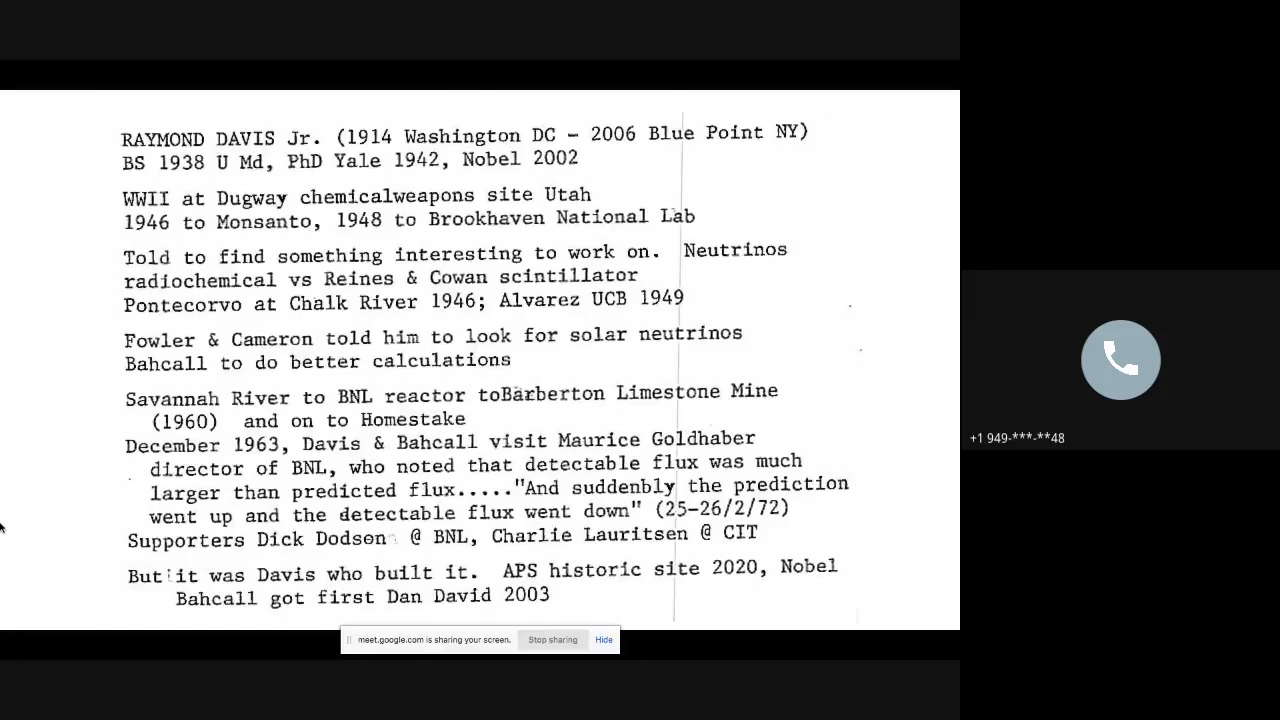 RAYMOND DAVIS Jr. (1914 Washington DC - 2006 Blue Point NY)
BS 1938 U Md, PhD Yale 1942, Nobel 2002
WWII at Dugway chemicalweapons site Utah
1946 to Monsanto, 1948 to Brookhaven National Lab
Told to find something interesting to work on. Neutrinos
radiochemical vs Reines & Cowan scintillator
Pontecorvo at Chalk River 1946; Alvarez UCB 1949
Fowler & Cameron told him to look for solar neutrinos
Bahcall to do better calculations
Savannah River to BNL reactor toBarberton Limestone Mine
(1960) and on to Homestake
December 1963, Davis & Bahcall visit Maurice Goldhaber
director of BNL, who noted that detectable flux was much
larger than predicted flux....."And suddenbly the prediction
went up and the detectable flux went down" (25-26/2/72)
Supporters Dick Dodson @ BNL, Charlie Lauritsen @ CIT
But it was Davis who built it. APS historic site 2020, Nobel
Bahcall got first Dan David 2003
meet.google.com is sharing your screen.
Stop sharing
Hide
+1 949-***-**48